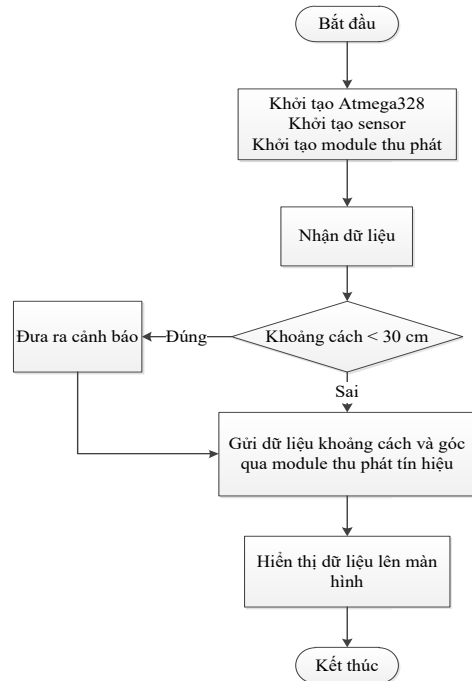 Bắt đầu
Khởi tạo Atmega328
Khởi tạo sensor
Khởi tạo module thu phát
Nhận dữ liệu
Đưa ra cảnh báo
Đúng
Khoảng cách < 30 cm
Sai
Gửi dữ liệu khoảng cách và góc
qua module thu phát tín hiệu
Hiển thị dữ liệu lên màn
hình
Kết thúc